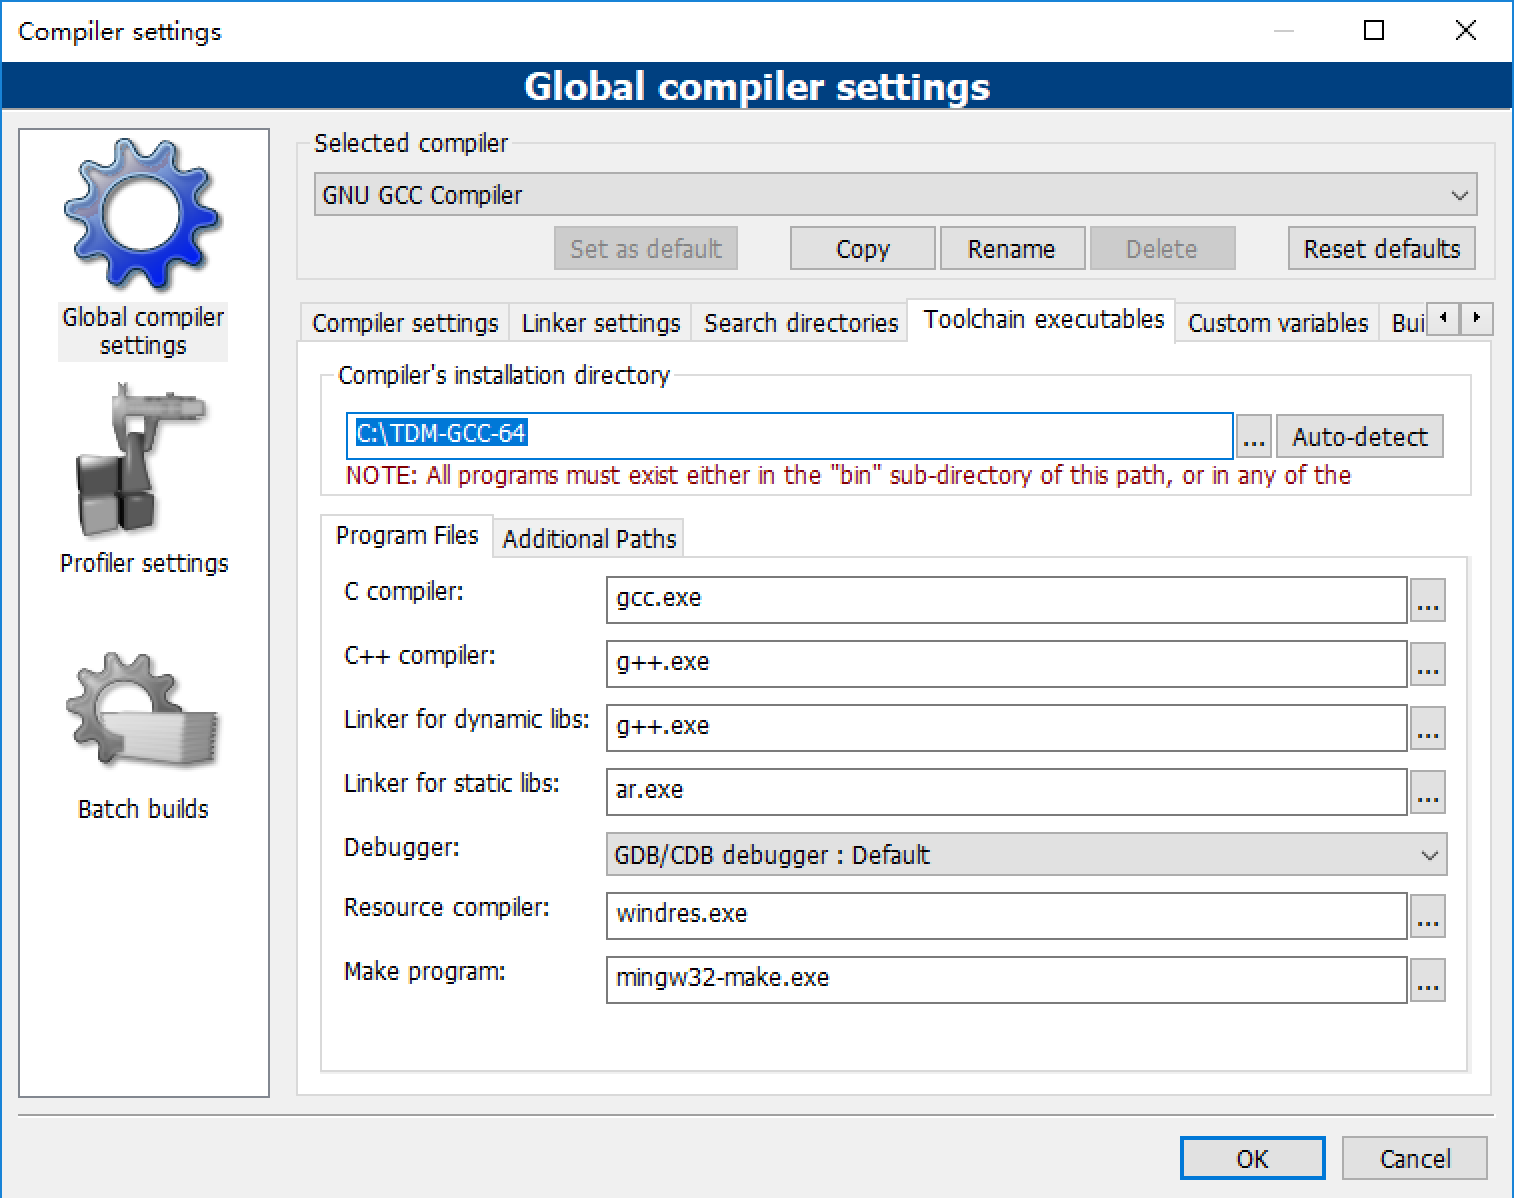 Compiler settings
Global compiler settings
Global compiler
settings
Profiler settings
Batch builds
Selected compiler
GNU GCC Compiler
Set as default
Copy
Rename
Delete
Reset defaults
Compiler settings
Linker settings
Search directories
Toolchain executables
Custom variables
Bui
Compiler's installation directory
C:\TDM-GCC-64
...
Auto-detect
NOTE: All programs must exist either in the "bin" sub-directory of this path, or in any of the
Program Files
Additional Paths
C compiler:
gcc.exe
...
C++ compiler:
g++.exe
...
Linker for dynamic libs:
g++.exe
...
Linker for static libs:
ar.exe
...
Debugger:
GDB/CDB debugger : Default
Resource compiler:
windres.exe
...
Make program:
mingw32-make.exe
...
OK
Cancel